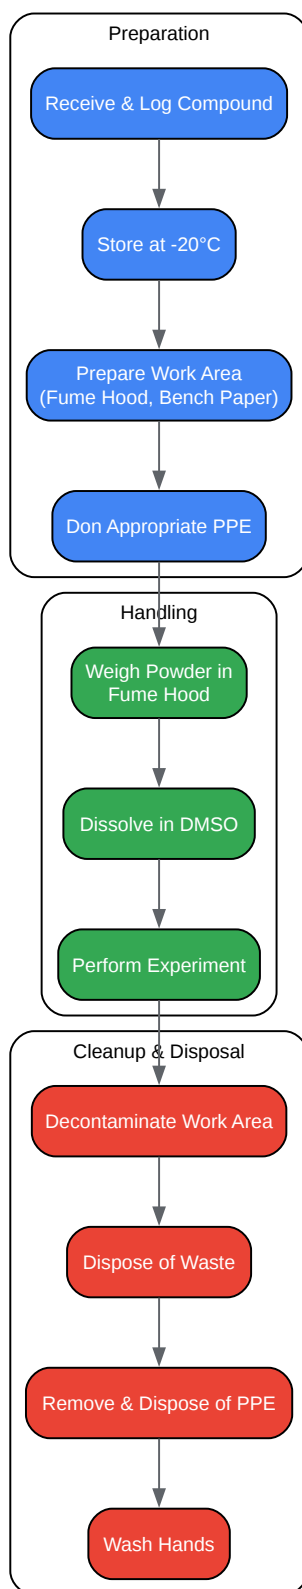 Preparation
Receive & Log Compound
Store at -20°C
Prepare Work Area
(Fume Hood, Bench Paper)
Don Appropriate PPE
Handling
Weigh Powder in
Fume Hood
Dissolve in DMSO
Perform Experiment
Cleanup & Disposal
Decontaminate Work Area
Dispose of Waste
Remove & Dispose of PPE
Wash Hands